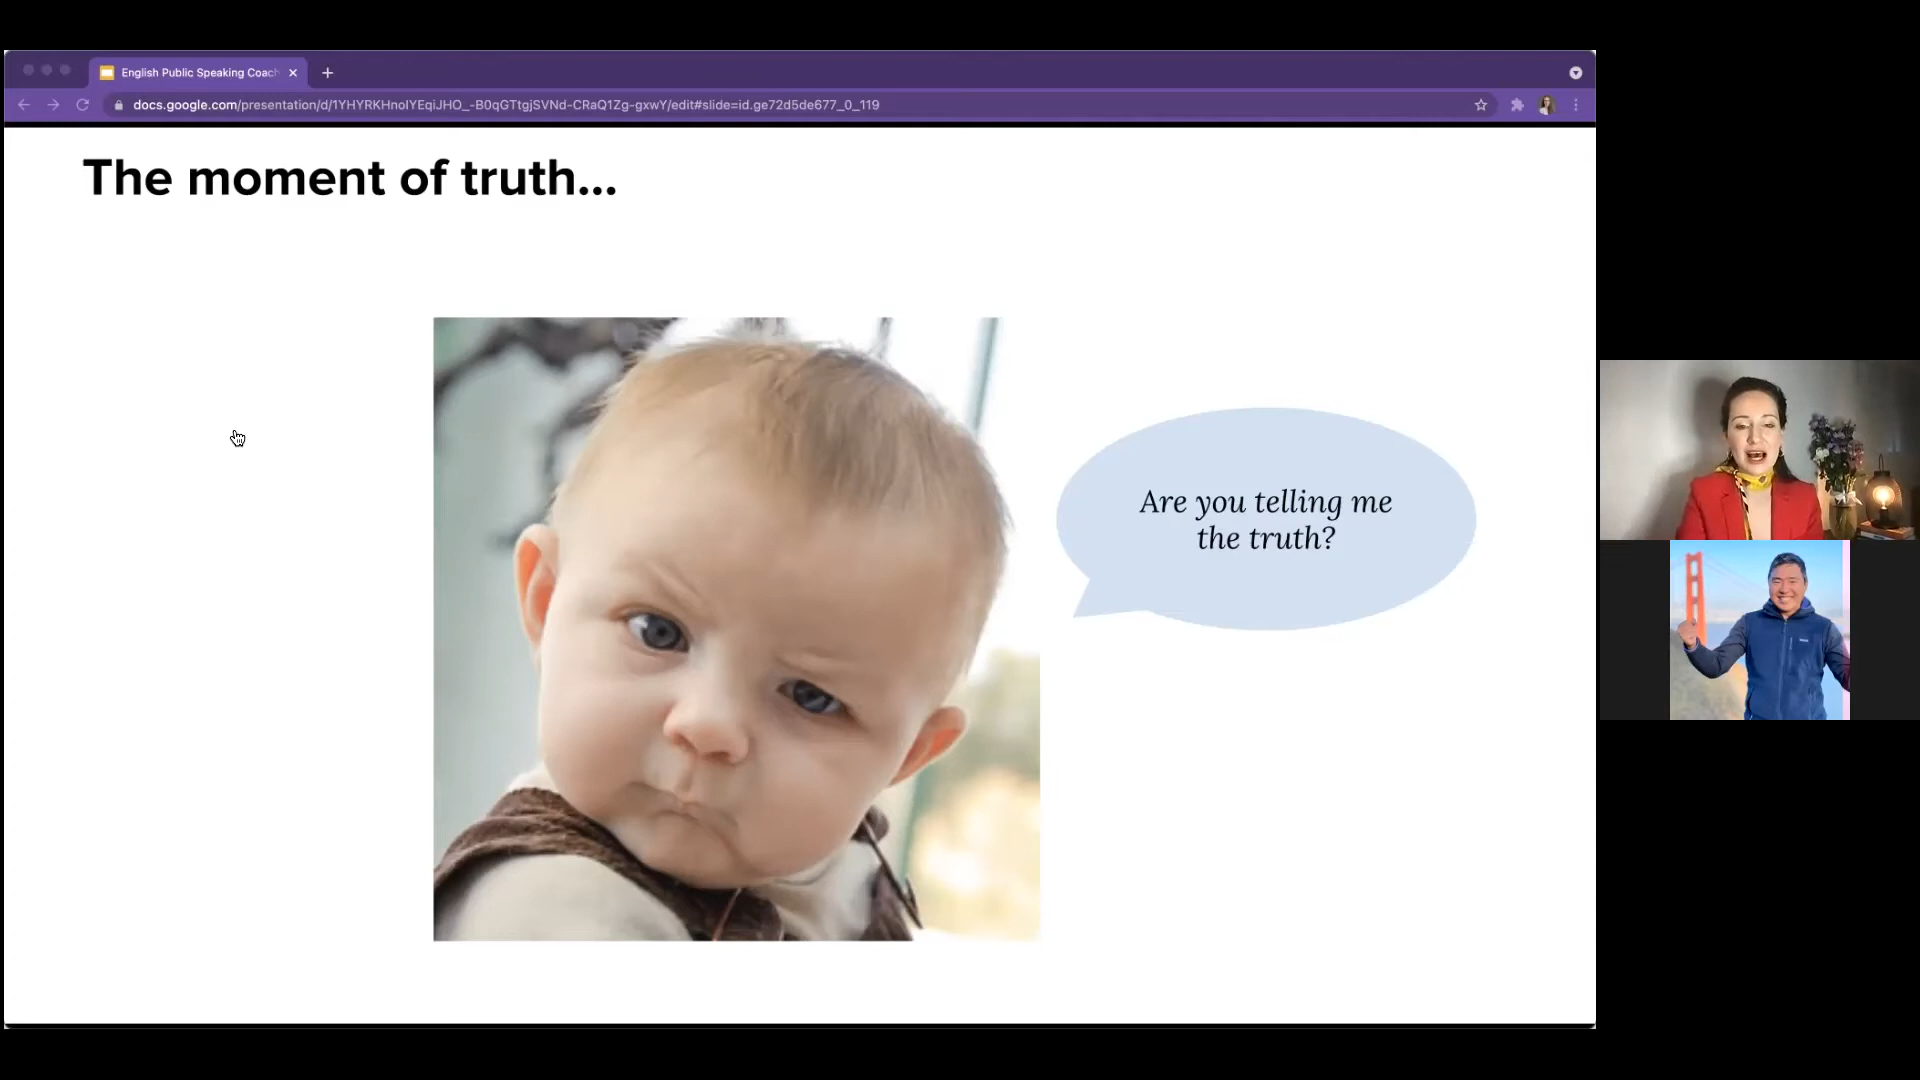 English Public Speaking Coach
docs.google.com/presentation/d/1YHYRKHnoIYEqiJHO_-B0qGTtgjSVNd-CRaQ1Zg-gxwY/edit#slide=id.ge72d5de677_0_119
The moment of truth...
Are you telling me
the truth?